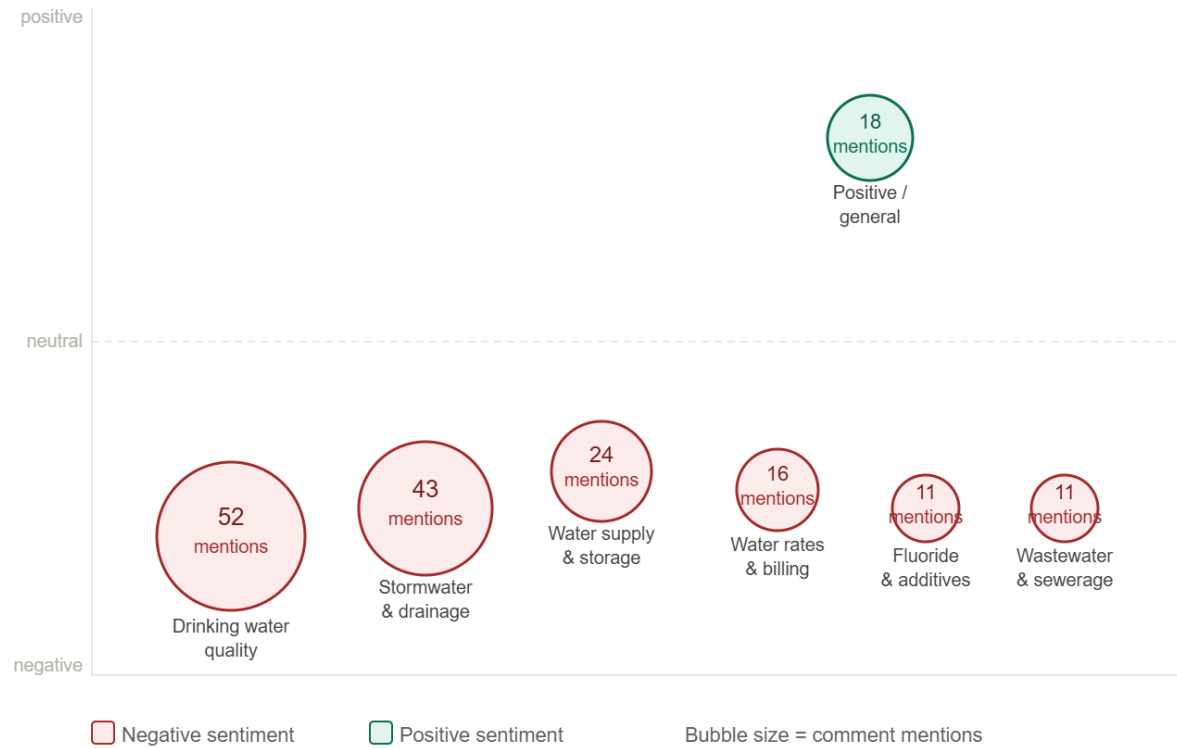 positive
18
mentions
Positive /
general
neutral
52
mentions
Drinking water
quality
43
mentions
Stormwater
& drainage
24
mentions
Water supply
& storage
16
mentions
Water rates
& billing
11
mentions
Fluoride
& additives
11
mentions
Wastewater
& sewerage
negative
Negative sentiment
Positive sentiment
Bubble size = comment mentions